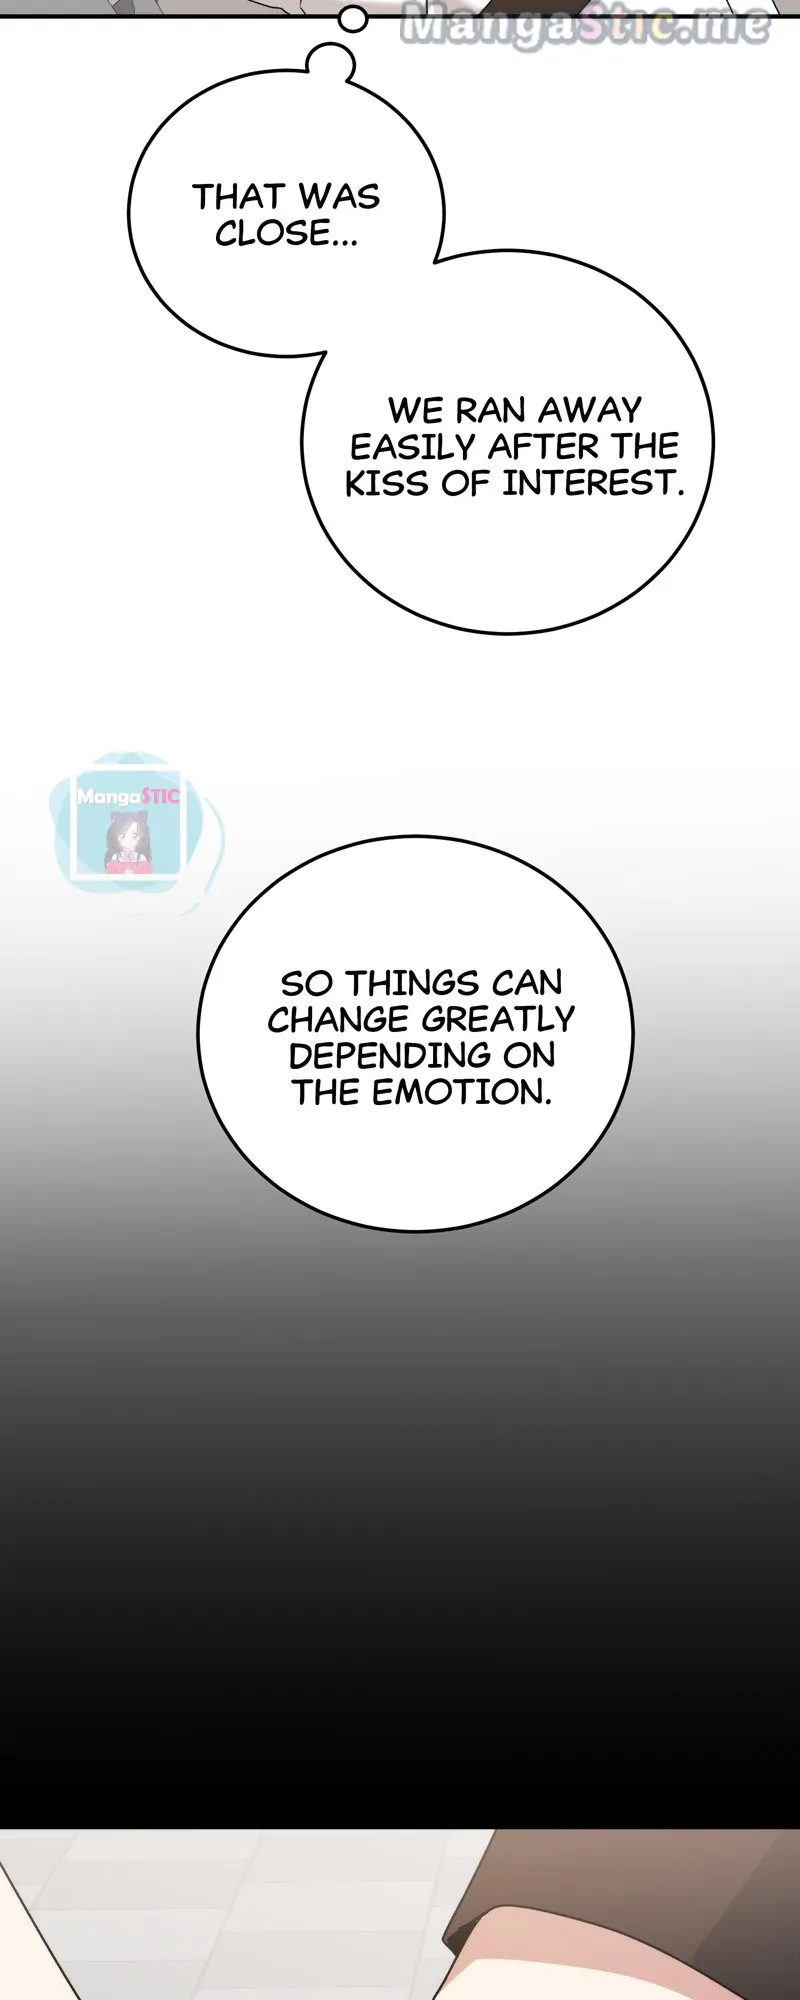 MangaStic.me
THAT WAS
CLOSE...
WE RAN AWAY
EASILY AFTER THE
KISS OF INTEREST.
MangaSTIC
SO THINGS CAN
CHANGE GREATLY
DEPENDING ON
THE EMOTION.